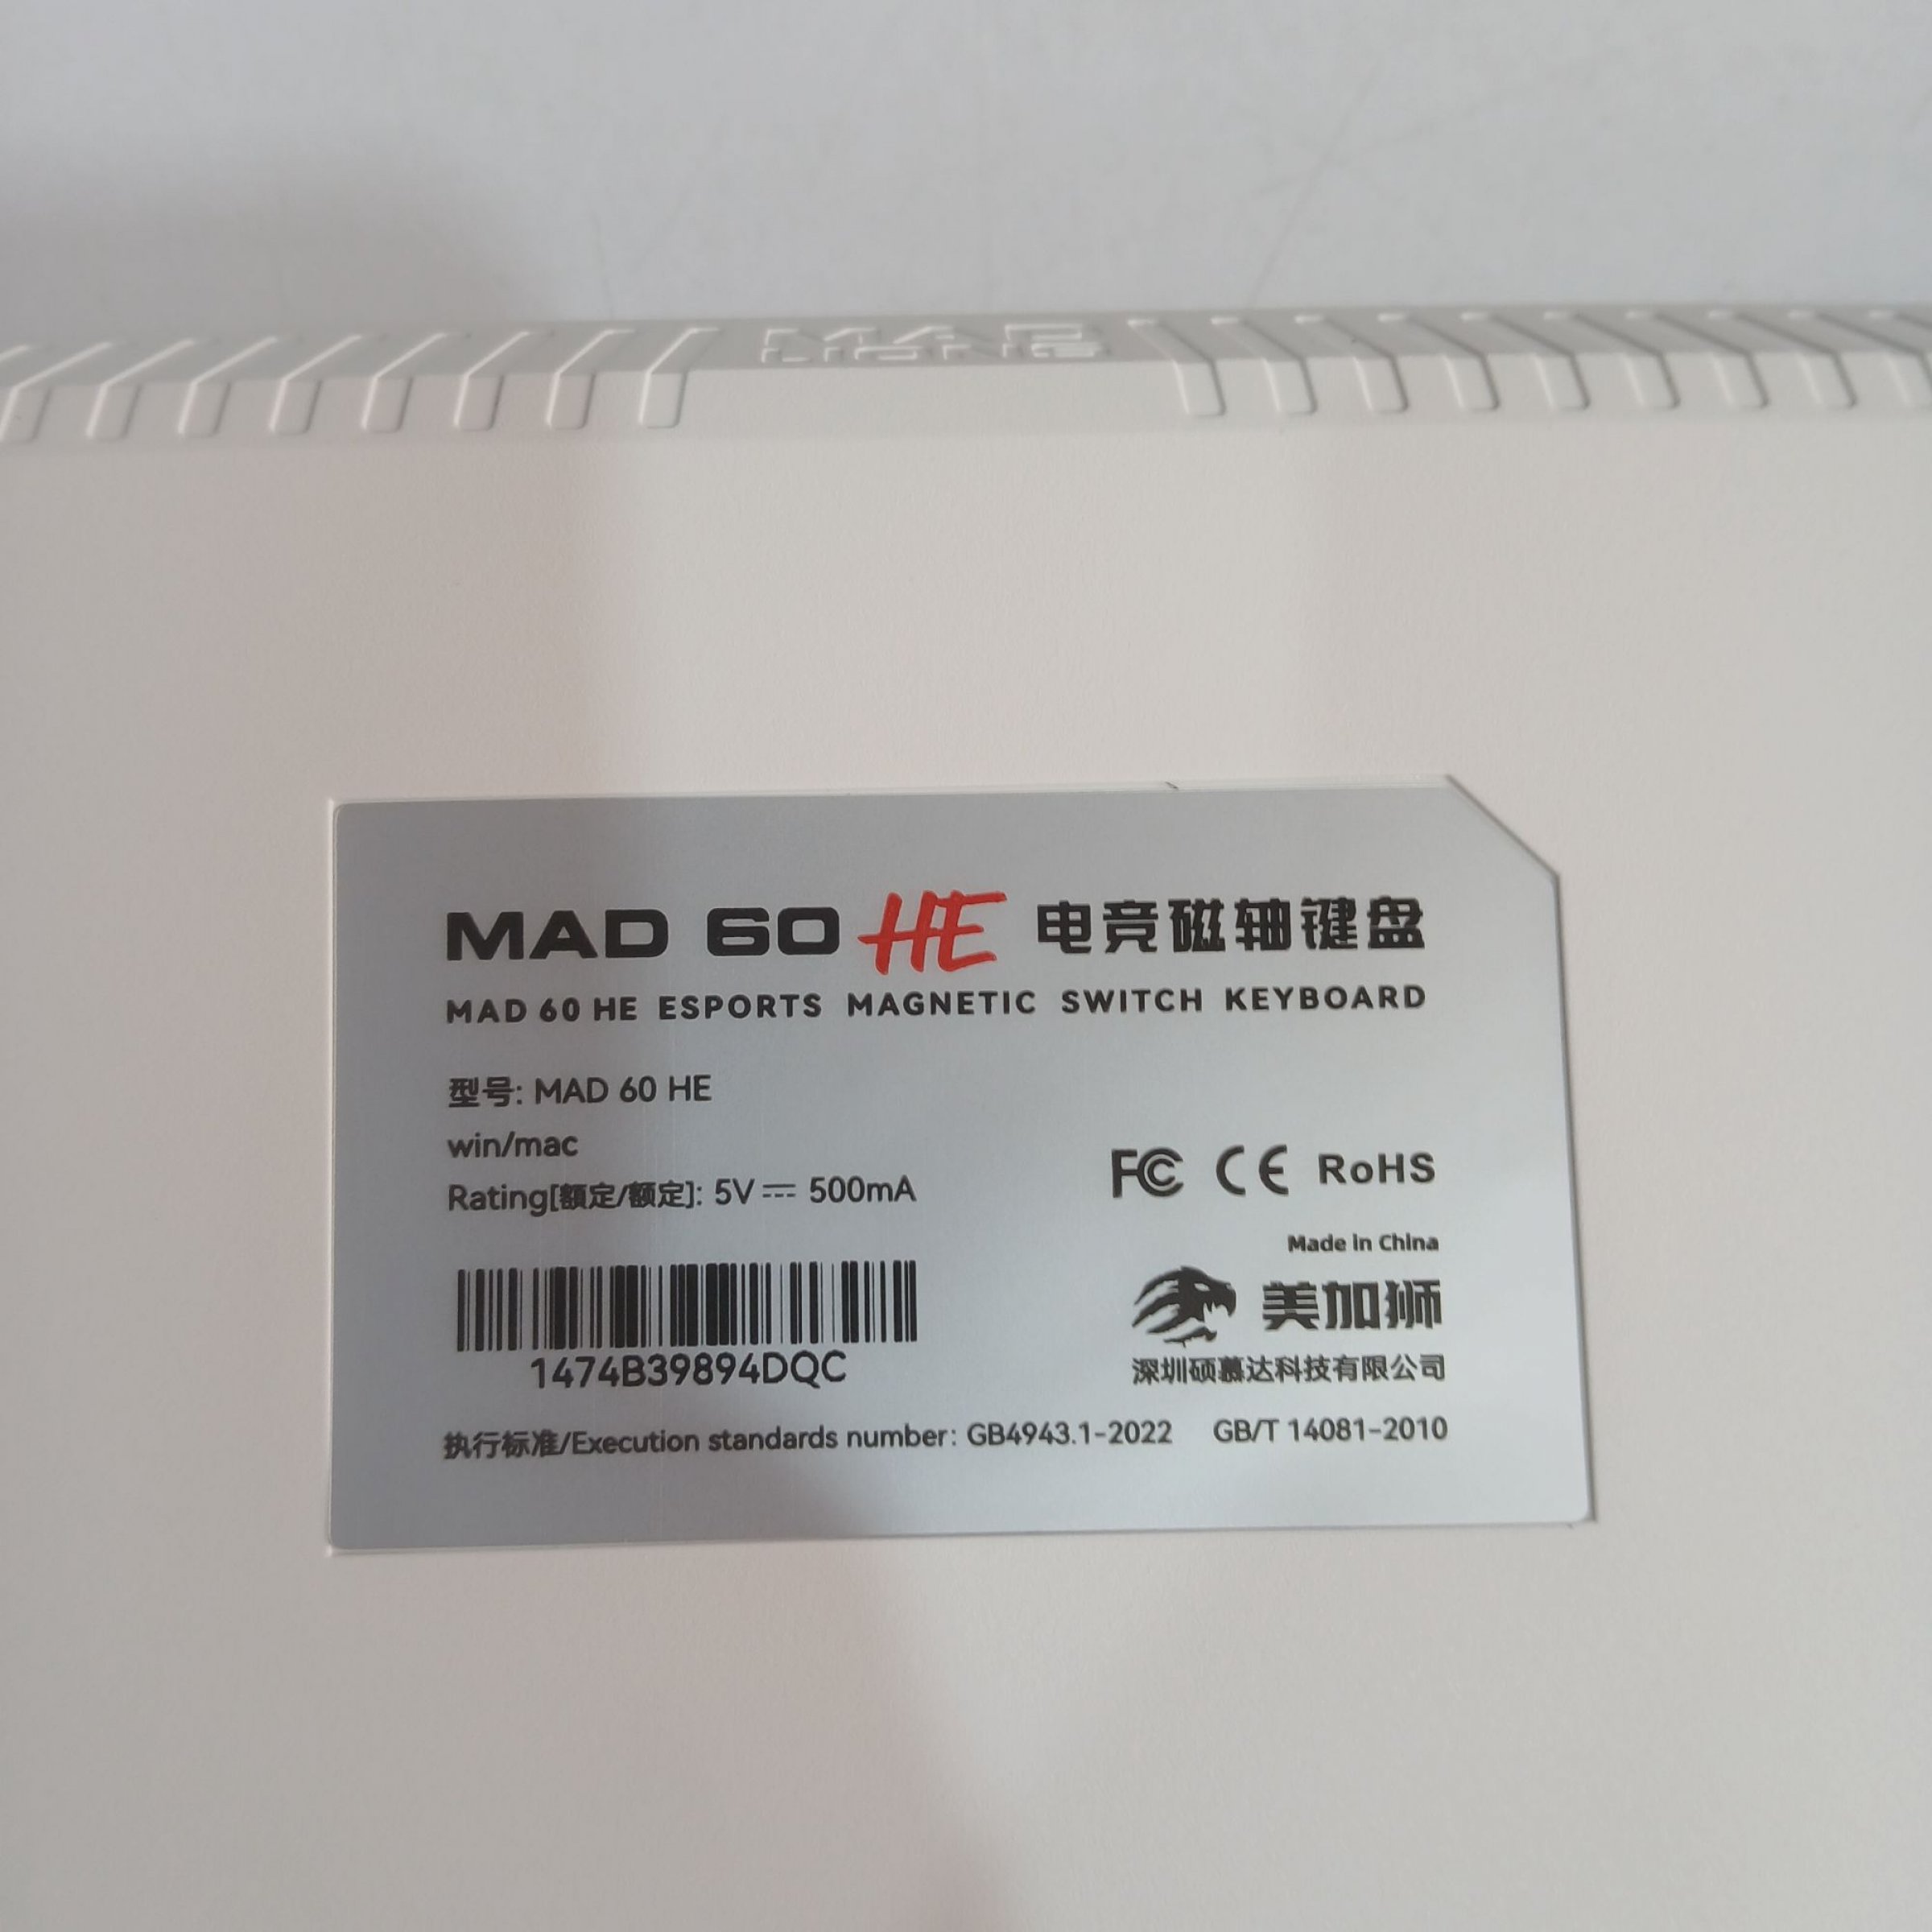 MAD
LIONS
MAD 60 HE 电竞磁轴键盘
MAD 60 HE ESPORTS MAGNETIC SWITCH KEYBOARD
型号: MAD 60 HE
win/mac
Rating[額定/额定]: 5V ⎓ 500mA
FC CE RoHS
Made in China
美加狮
1474B39894DQC
深圳硕慕达科技有限公司
执行标准/Execution standards number: GB4943.1-2022 GB/T 14081-2010